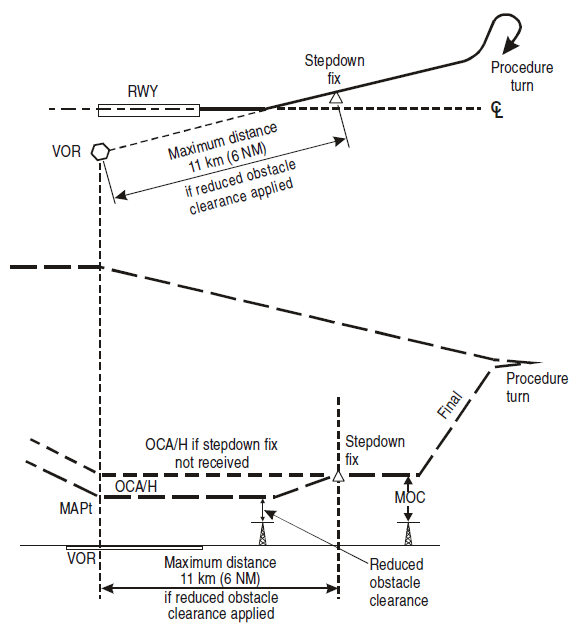 Stepdown
fix
Procedure
turn
RWY
℄
VOR
Maximum distance
11 km (6 NM)
if reduced obstacle
clearance applied
Procedure
turn
Final
OCA/H if stepdown fix
not received
Stepdown
fix
OCA/H
MOC
MAPt
VOR
Maximum distance
11 km (6 NM)
if reduced obstacle
clearance applied
Reduced
obstacle
clearance